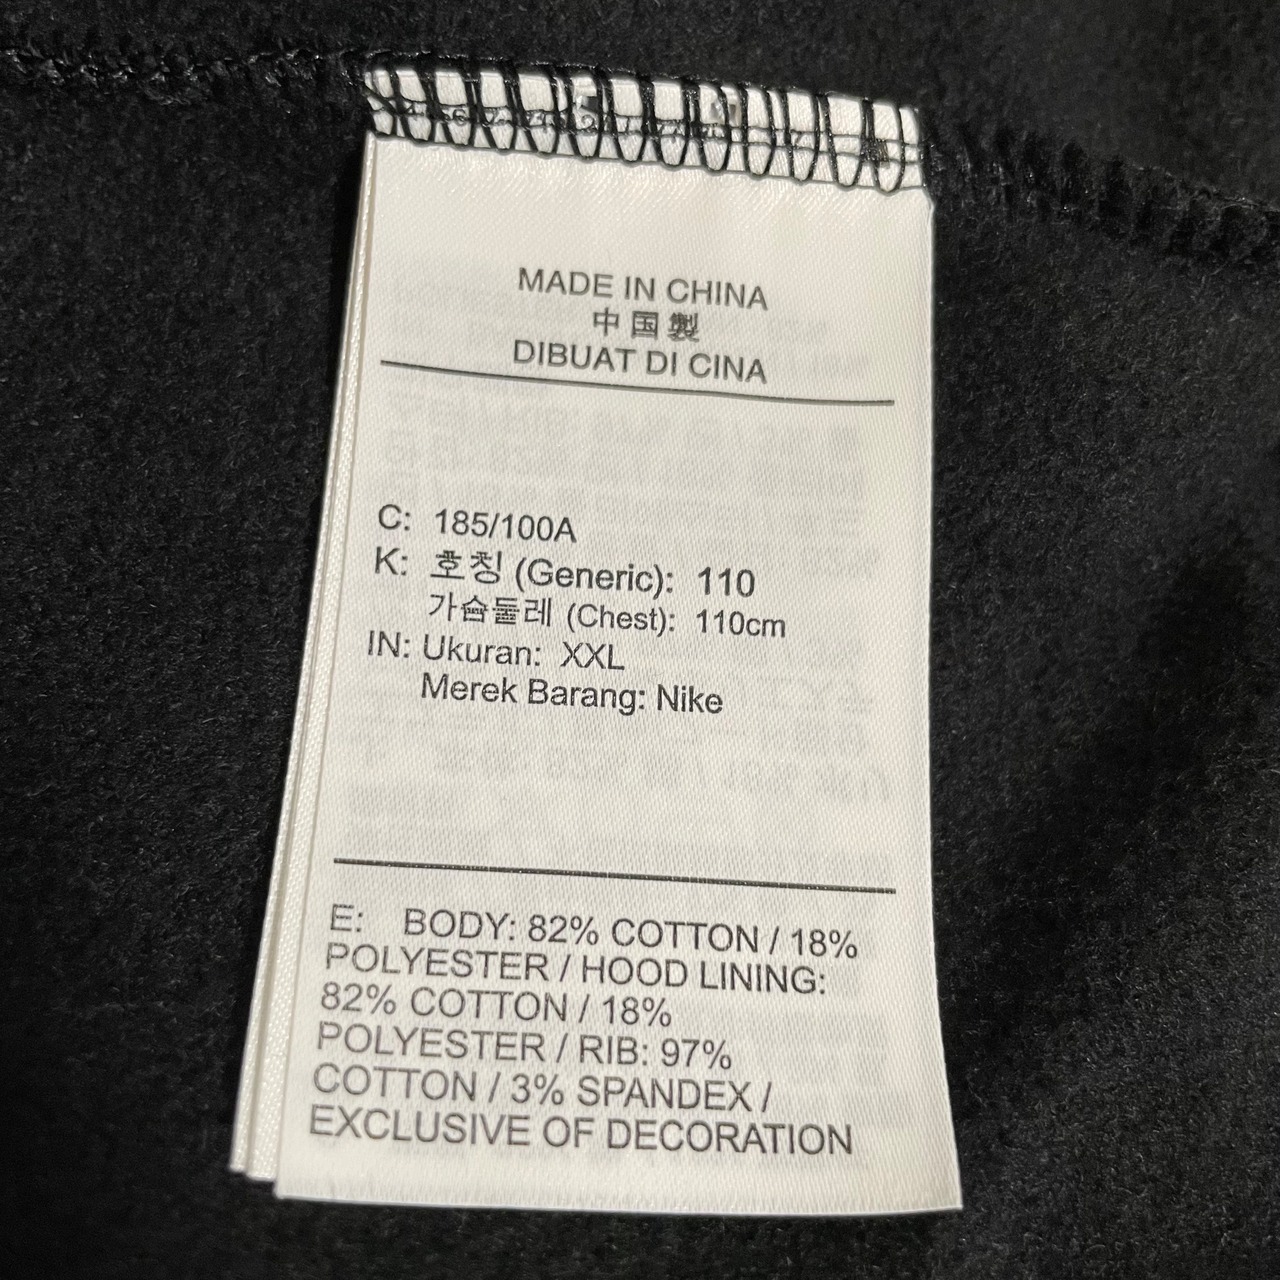 MADE IN CHINA
中国製
DIBUAT DI CINA
C: 185/100A
K: 호칭 (Generic): 110
가슴둘레 (Chest): 110cm
IN: Ukuran: XXL
Merek Barang: Nike
E: BODY: 82% COTTON / 18%
POLYESTER / HOOD LINING:
82% COTTON / 18%
POLYESTER / RIB: 97%
COTTON / 3% SPANDEX /
EXCLUSIVE OF DECORATION